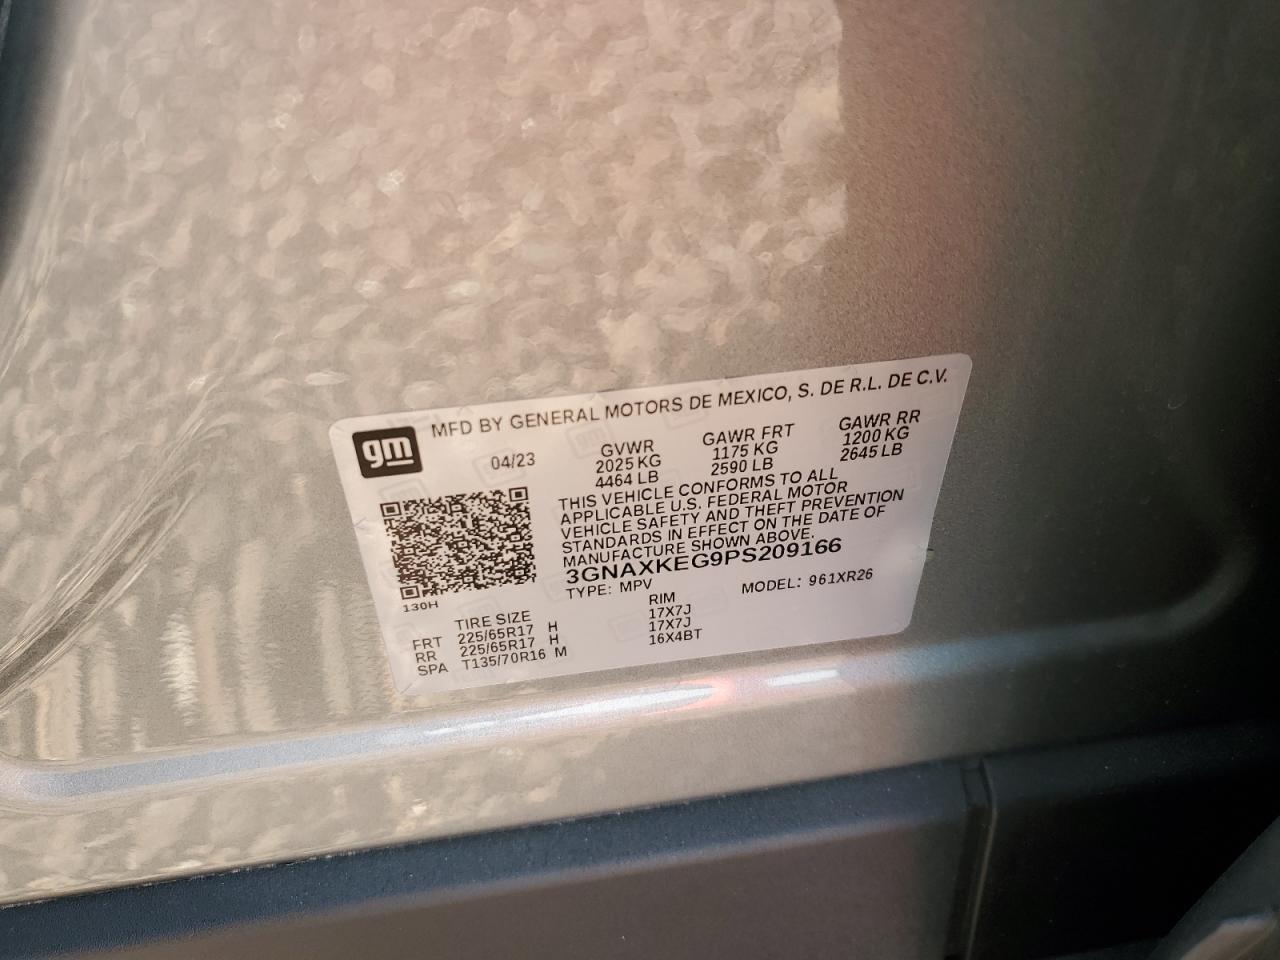 MFD BY GENERAL MOTORS DE MEXICO, S. DE R.L. DE C.V.
gm
04/23
GVWR GAWR FRT GAWR RR
2025 KG 1175 KG 1200 KG
4464 LB 2590 LB 2645 LB
THIS VEHICLE CONFORMS TO ALL
APPLICABLE U.S. FEDERAL MOTOR
VEHICLE SAFETY AND THEFT PREVENTION
STANDARDS IN EFFECT ON THE DATE OF
MANUFACTURE SHOWN ABOVE.
3GNAXKEG9PS209166
TYPE: MPV MODEL: 961XR26
130H
TIRE SIZE RIM
FRT 225/65R17 H 17X7J
RR 225/65R17 H 17X7J
SPA T135/70R16 M 16X4BT